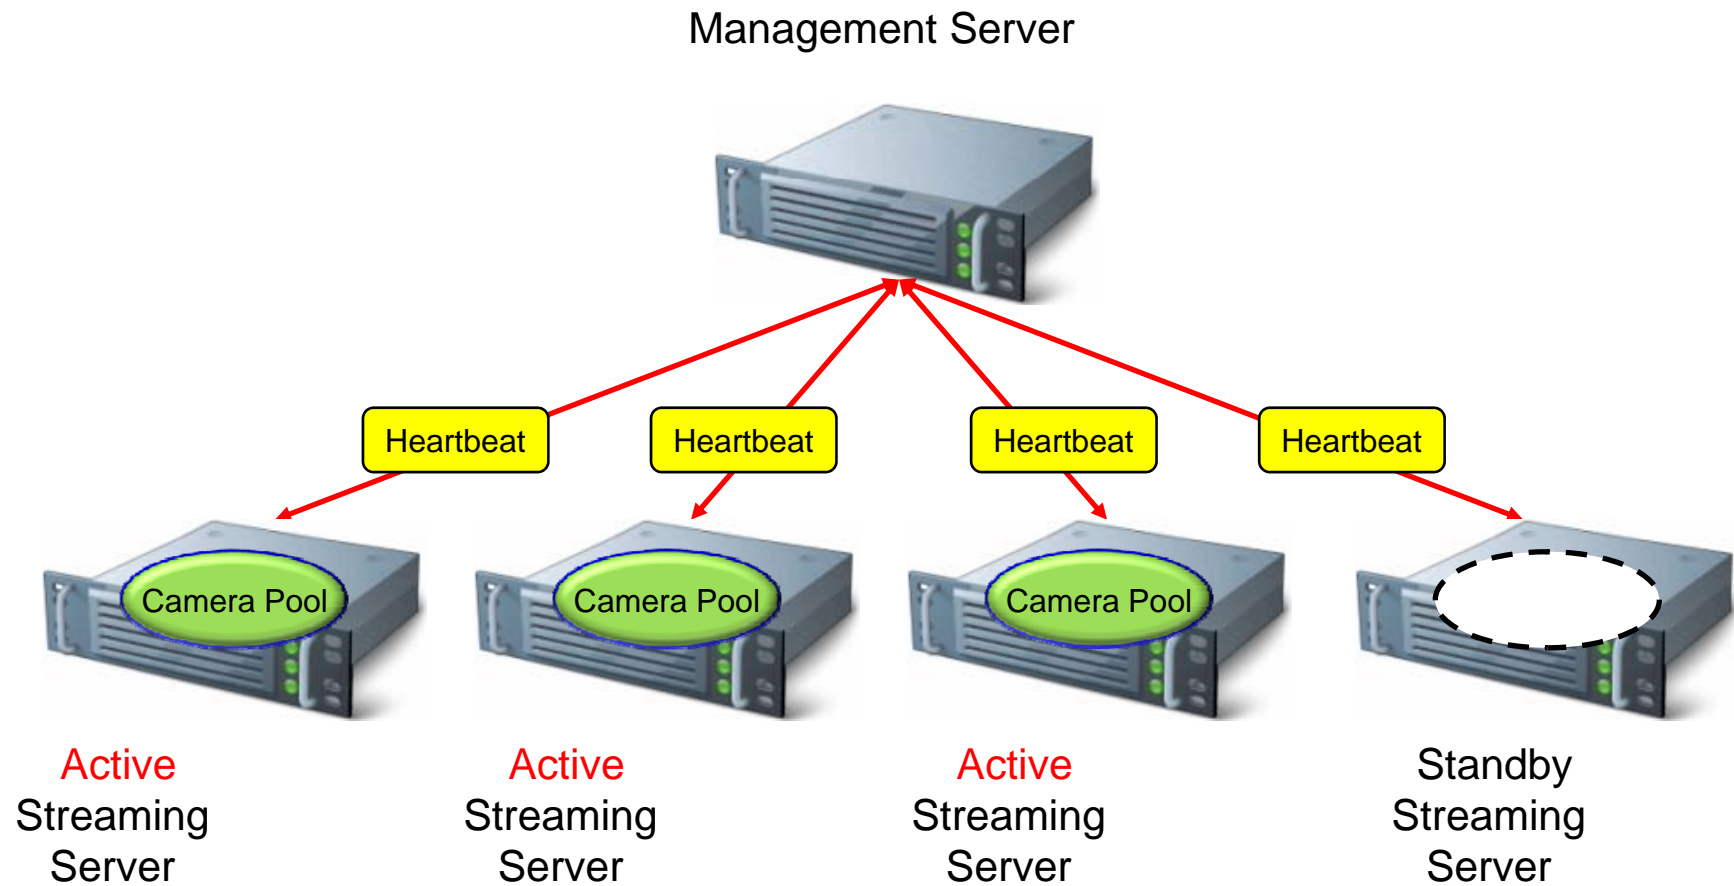 Management Server
Heartbeat
Heartbeat
Heartbeat
Heartbeat
Camera Pool
Camera Pool
Camera Pool
Active
Streaming
Server
Active
Streaming
Server
Active
Streaming
Server
Standby
Streaming
Server